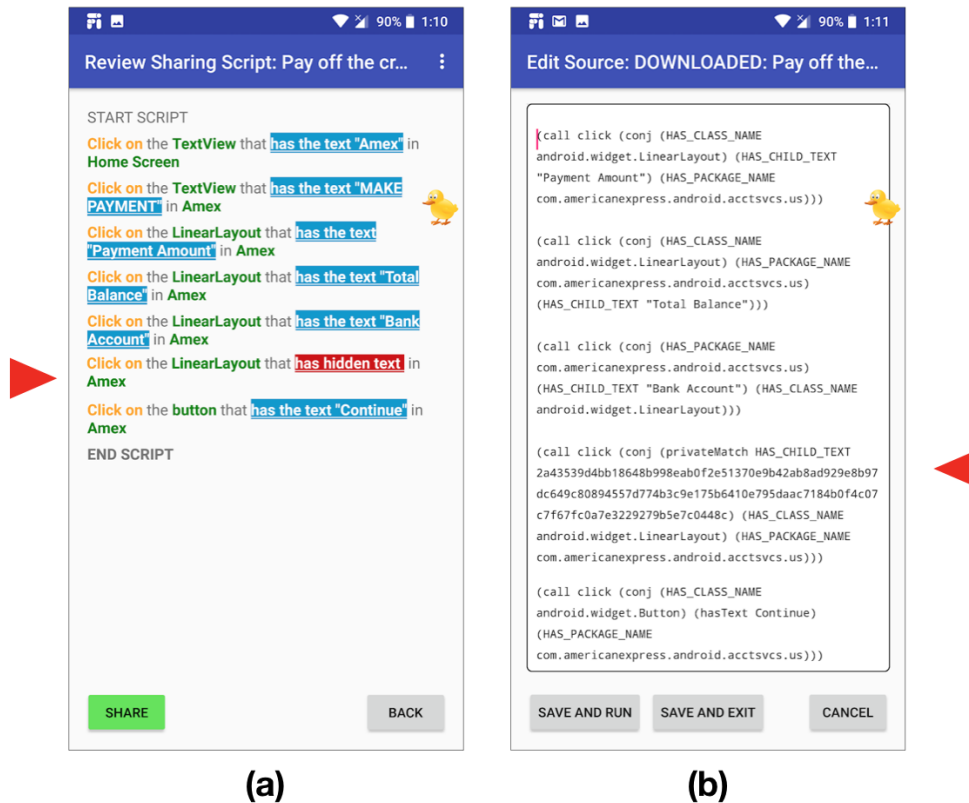 90% 1:10
Review Sharing Script: Pay off the cr...
START SCRIPT
Click on the TextView that has the text "Amex" in
Home Screen
Click on the TextView that has the text "MAKE
PAYMENT" in Amex
Click on the LinearLayout that has the text
"Payment Amount" in Amex
Click on the LinearLayout that has the text "Total
Balance" in Amex
Click on the LinearLayout that has the text "Bank
Account" in Amex
Click on the LinearLayout that has hidden text in
Amex
Click on the button that has the text "Continue" in
Amex
END SCRIPT
SHARE
BACK
(a)
90% 1:11
Edit Source: DOWNLOADED: Pay off the...
(call click (conj (HAS_CLASS_NAME
android.widget.LinearLayout) (HAS_CHILD_TEXT
"Payment Amount") (HAS_PACKAGE_NAME
com.americanexpress.android.acctsvcs.us)))
(call click (conj (HAS_CLASS_NAME
android.widget.LinearLayout) (HAS_PACKAGE_NAME
com.americanexpress.android.acctsvcs.us)
(HAS_CHILD_TEXT "Total Balance")))
(call click (conj (HAS_PACKAGE_NAME
com.americanexpress.android.acctsvcs.us)
(HAS_CHILD_TEXT "Bank Account") (HAS_CLASS_NAME
android.widget.LinearLayout)))
(call click (conj (privateMatch HAS_CHILD_TEXT
2a43539d4bb18648b998eab0f2e51370e9b42ab8ad929e8b97
dc649c80894557d774b3c9e175b6410e795daac7184b0f4c07
c7f67fc0a7e3229279b5e7c0448c) (HAS_CLASS_NAME
android.widget.LinearLayout) (HAS_PACKAGE_NAME
com.americanexpress.android.acctsvcs.us)))
(call click (conj (HAS_CLASS_NAME
android.widget.Button) (hasText Continue)
(HAS_PACKAGE_NAME
com.americanexpress.android.acctsvcs.us)))
SAVE AND RUN
SAVE AND EXIT
CANCEL
(b)